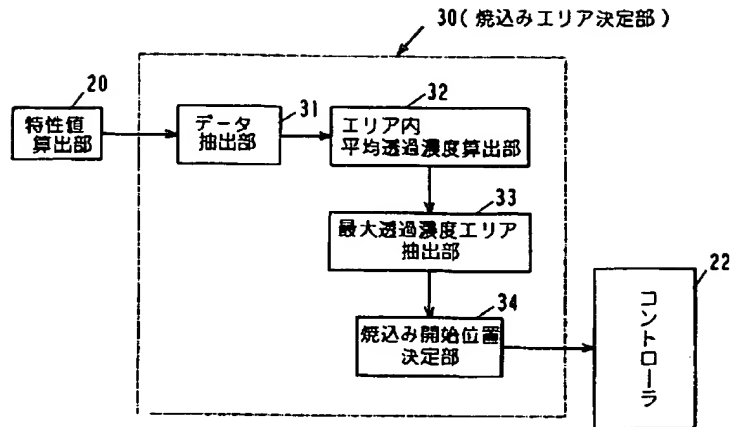 30(焼込みエリア決定部)
20
特性値
算出部
31
データ
抽出部
32
エリア内
平均透過濃度算出部
33
最大透過濃度エリア
抽出部
34
焼込み開始位置
決定部
22
コントローラ